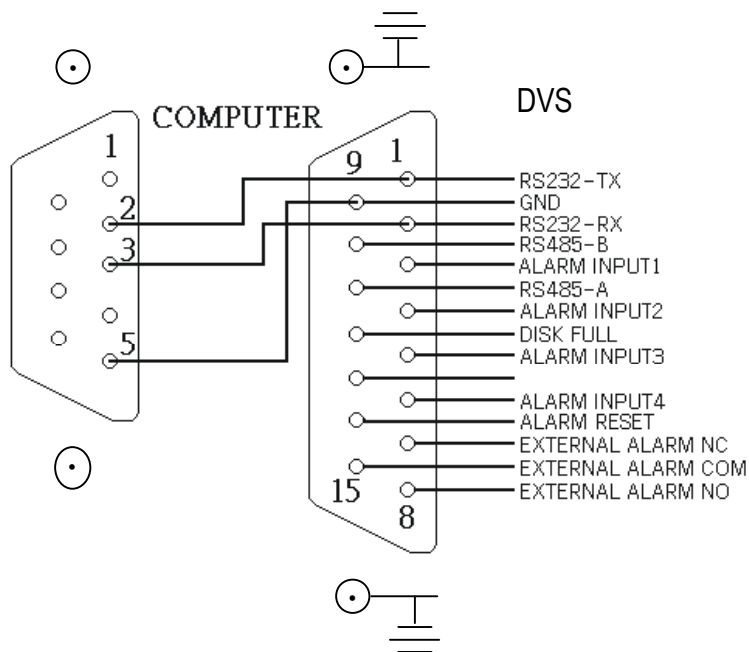 DVS
COMPUTER
1
9 1
RS232-TX
GND
2
RS232-RX
RS485-B
3
ALARM INPUT1
RS485-A
ALARM INPUT2
DISK FULL
5
ALARM INPUT3
ALARM INPUT4
ALARM RESET
EXTERNAL ALARM NC
EXTERNAL ALARM COM
15
EXTERNAL ALARM NO
8